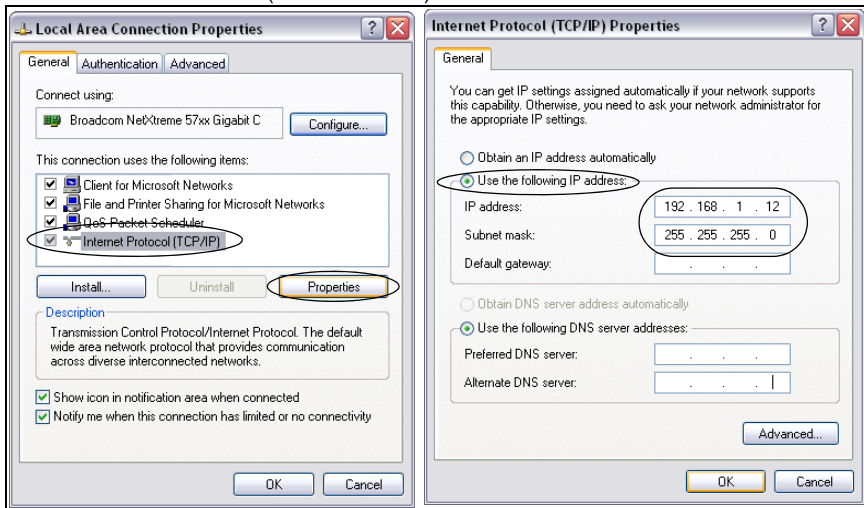 Local Area Connection Properties
General Authentication Advanced
Connect using:
Broadcom NetXtreme 57xx Gigabit C
Configure...
This connection uses the following items:
Client for Microsoft Networks
File and Printer Sharing for Microsoft Networks
QoS Packet Scheduler
Internet Protocol (TCP/IP)
Install... Uninstall Properties
Description
Transmission Control Protocol/Internet Protocol. The default
wide area network protocol that provides communication
across diverse interconnected networks.
Show icon in notification area when connected
Notify me when this connection has limited or no connectivity
OK Cancel
Internet Protocol (TCP/IP) Properties
General
You can get IP settings assigned automatically if your network supports
this capability. Otherwise, you need to ask your network administrator for
the appropriate IP settings.
Obtain an IP address automatically
Use the following IP address:
IP address: 192 . 168 . 1 . 12
Subnet mask: 255 . 255 . 255 . 0
Default gateway: . . .
Obtain DNS server address automatically
Use the following DNS server addresses:
Preferred DNS server: . . .
Alternate DNS server: . . .
Advanced...
OK Cancel